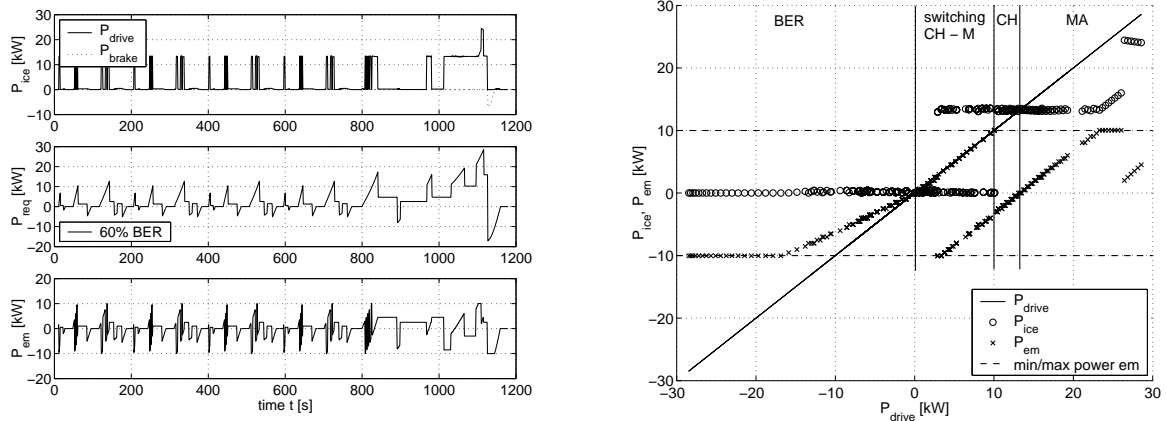 30
20
10
0
−10
P_ice [kW]
P_drive
P_brake
0 200 400 600 800 1000 1200
30
20
10
0
−10
20
P_req [kW]
60% BER
0 200 400 600 800 1000 1200
20
10
0
−10
20
P_em [kW]
0 200 400 600 800 1000 1200
time t [s]
30
20
10
0
−10
−20
−30
P_ice, P_em [kW]
BER
switching
CH − M
CH
MA
P_drive
P_ice
P_em
min/max power em
−30 −20 −10 0 10 20 30
P_drive [kW]